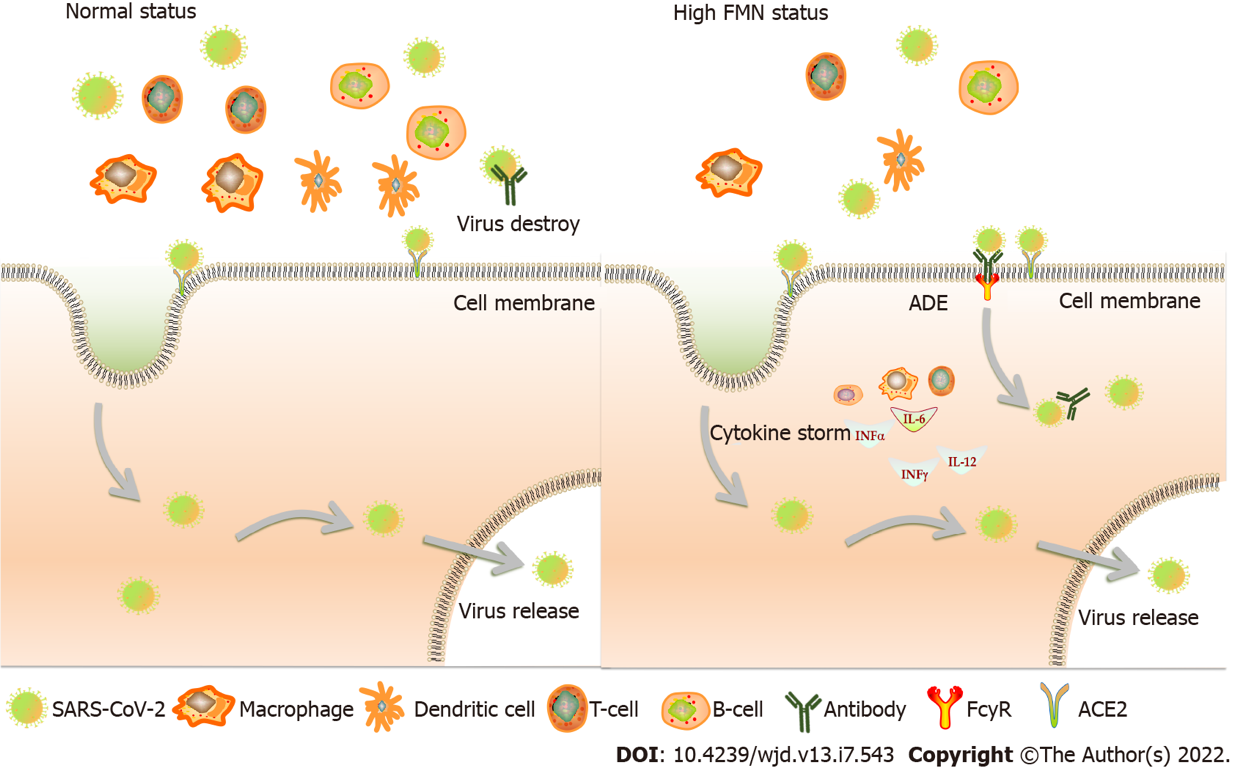 Normal status
High FMN status
Virus destroy
Cell membrane
ADE
Cell membrane
Cytokine storm
IL-6
INFα
IL-12
INFγ
Virus release
Virus release
SARS-CoV-2 Macrophage Dendritic cell T-cell B-cell Antibody FcyR ACE2
DOI: 10.4239/wjd.v13.i7.543 Copyright ©The Author(s) 2022.